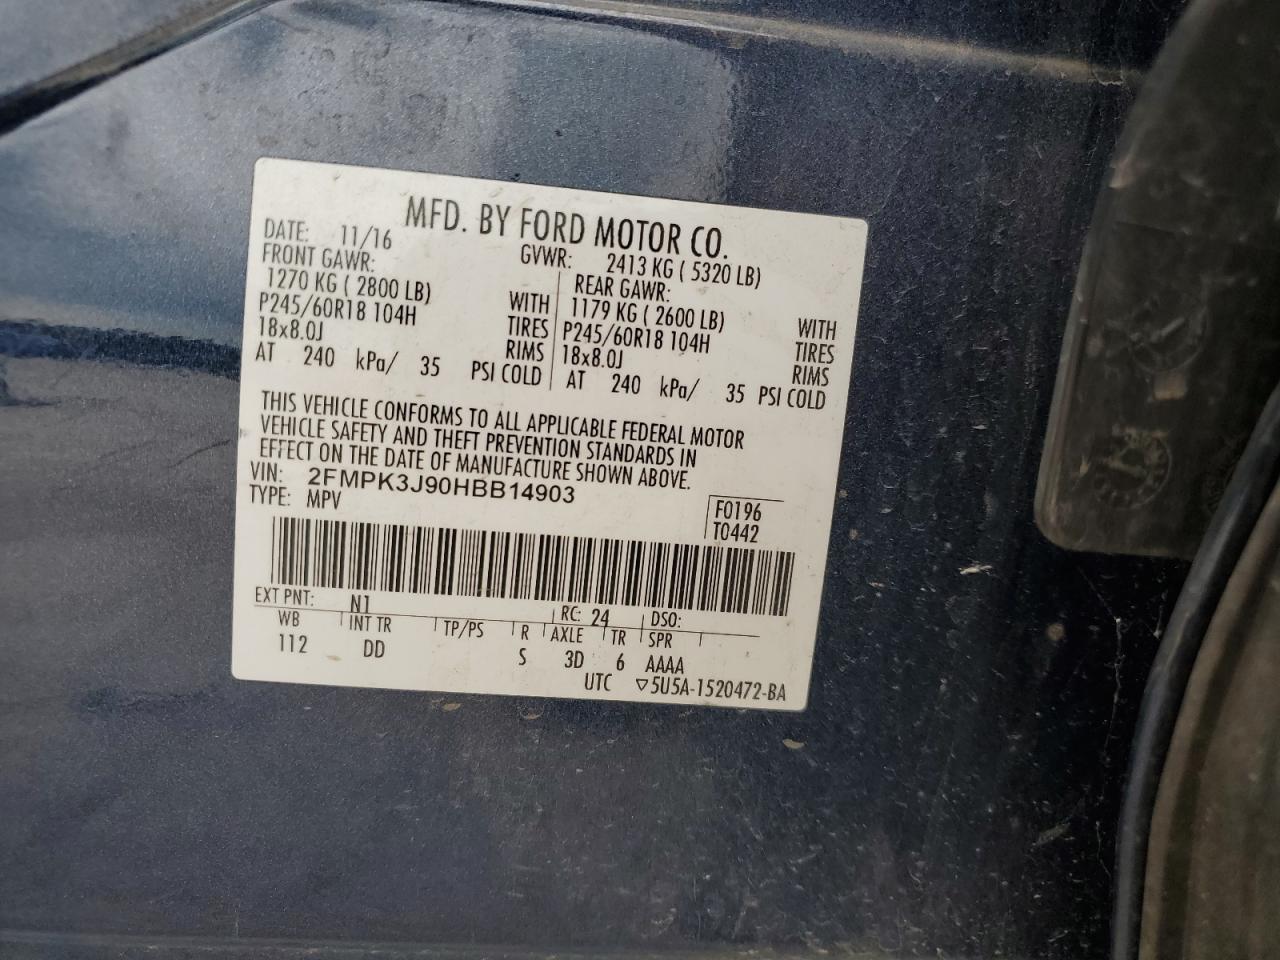 MFD. BY FORD MOTOR CO.
DATE: 11/16 GVWR: 2413 KG ( 5320 LB)
FRONT GAWR: REAR GAWR:
1270 KG ( 2800 LB) WITH 1179 KG ( 2600 LB) WITH
P245/60R18 104H TIRES P245/60R18 104H TIRES
18x8.0J RIMS 18x8.0J RIMS
AT 240 kPa/ 35 PSI COLD AT 240 kPa/ 35 PSI COLD
THIS VEHICLE CONFORMS TO ALL APPLICABLE FEDERAL MOTOR
VEHICLE SAFETY AND THEFT PREVENTION STANDARDS IN
EFFECT ON THE DATE OF MANUFACTURE SHOWN ABOVE.
VIN: 2FMPK3J90HBB14903
TYPE: MPV
F0196
T0442
EXT PNT: N1 RC: 24 DSO:
WB INT TR TP/PS R AXLE TR SPR
112 DD S 3D 6 AAAA
UTC ▽5U5A-1520472-BA